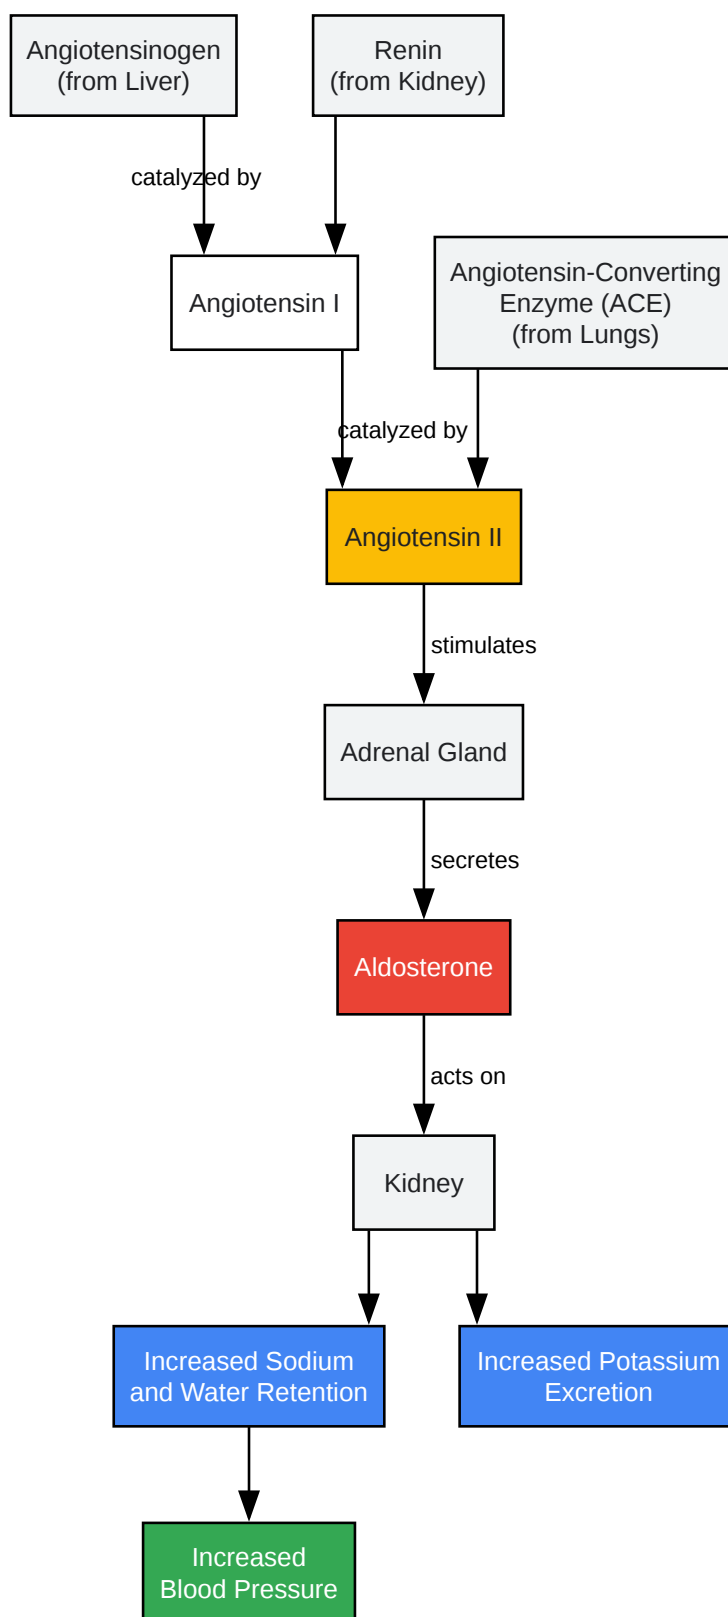 Angiotensinogen
(from Liver)
Renin
(from Kidney)
catalyzed by
Angiotensin I
Angiotensin-Converting
Enzyme (ACE)
(from Lungs)
catalyzed by
Angiotensin II
stimulates
Adrenal Gland
secretes
Aldosterone
acts on
Kidney
Increased Sodium
and Water Retention
Increased Potassium
Excretion
Increased
Blood Pressure